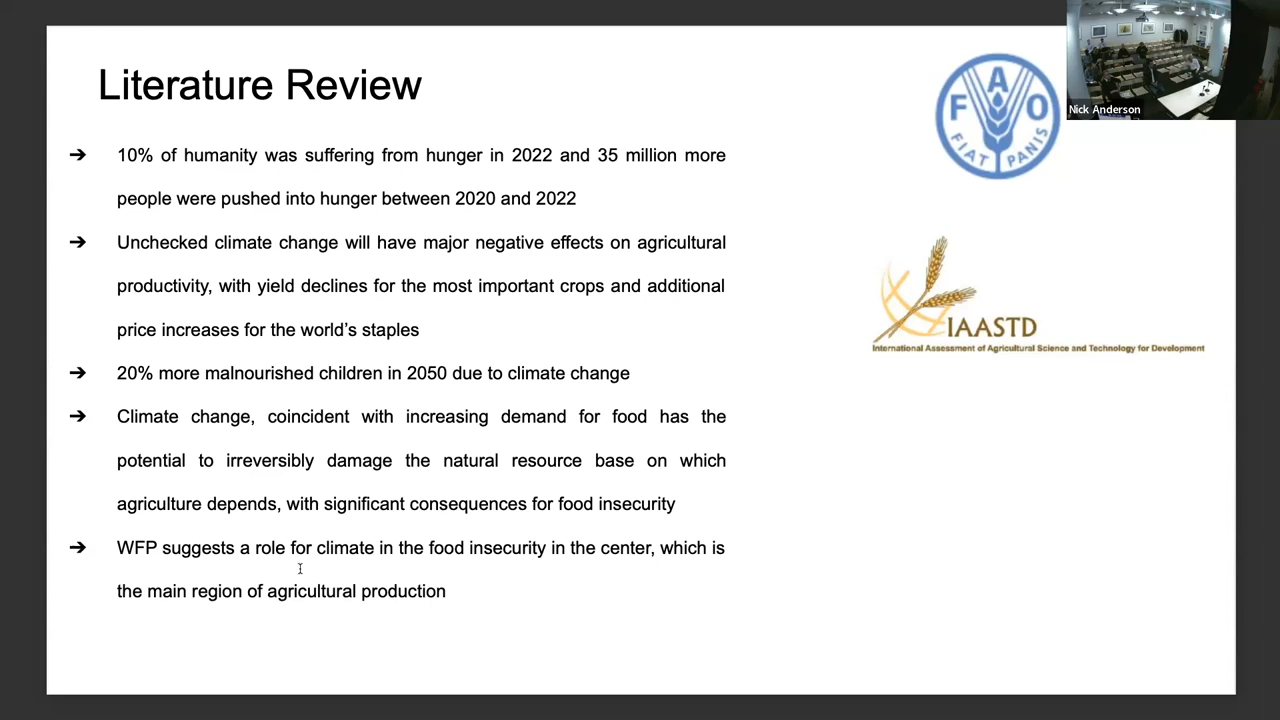 Literature Review
➔ 10% of humanity was suffering from hunger in 2022 and 35 million more
people were pushed into hunger between 2020 and 2022
➔ Unchecked climate change will have major negative effects on agricultural
productivity, with yield declines for the most important crops and additional
price increases for the world’s staples
➔ 20% more malnourished children in 2050 due to climate change
➔ Climate change, coincident with increasing demand for food has the
potential to irreversibly damage the natural resource base on which
agriculture depends, with significant consequences for food insecurity
➔ WFP suggests a role for climate in the food insecurity in the center, which is
the main region of agricultural production
F A O
FIAT PANIS
IAASTD
International Assessment of Agricultural Science and Technology for Development
Nick Anderson